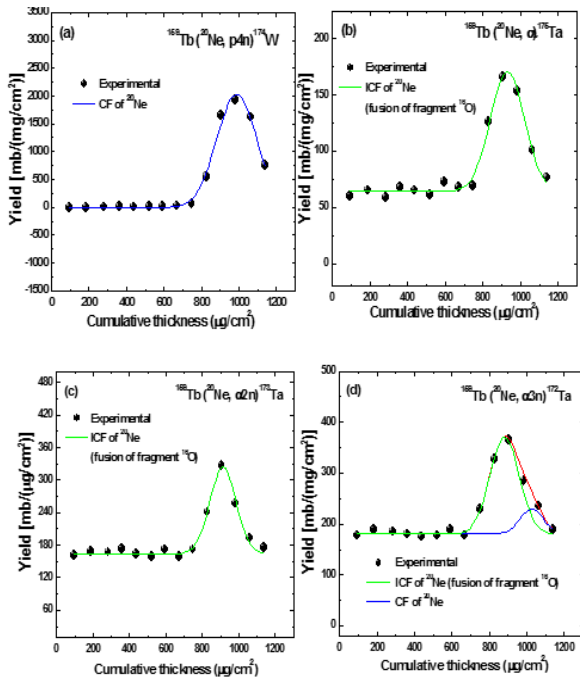 (a) ¹⁵⁹Tb (²⁰Ne, p4n)¹⁷⁴W
Experimental
CF of ²⁰Ne
3500
3000
2500
2000
1500
1000
500
0
-500
-1000
-1500
Yield [mb/(mg/cm²)]
0 200 400 600 800 1000 1200
Cumulative thickness (µg/cm²)
(b) ¹⁵⁹Tb (²⁰Ne, α)¹⁷⁵Ta
Experimental
ICF of ²⁰Ne
(fusion of fragment ¹⁶O)
200
150
100
50
0
Yield [mb/(mg/cm²)]
0 200 400 600 800 1000 1200
Cumulative thickness (µg/cm²)
(c) ¹⁵⁹Tb (²⁰Ne, α2n)¹⁷³Ta
Experimental
ICF of ²⁰Ne
(fusion of fragment ¹⁶O)
480
420
360
300
240
180
120
60
Yield [mb/(µg/cm²)]
0 200 400 600 800 1000 1200
Cumulative thickness (µg/cm²)
(d) ¹⁵⁹Tb (²⁰Ne, α3n)¹⁷²Ta
500
400
300
200
100
0
Yield [mb/(mg/cm²)]
Experimental
ICF of ²⁰Ne (fusion of fragment ¹⁶O)
CF of ²⁰Ne
0 200 400 600 800 1000 1200
Cumulative thickness (µg/cm²)